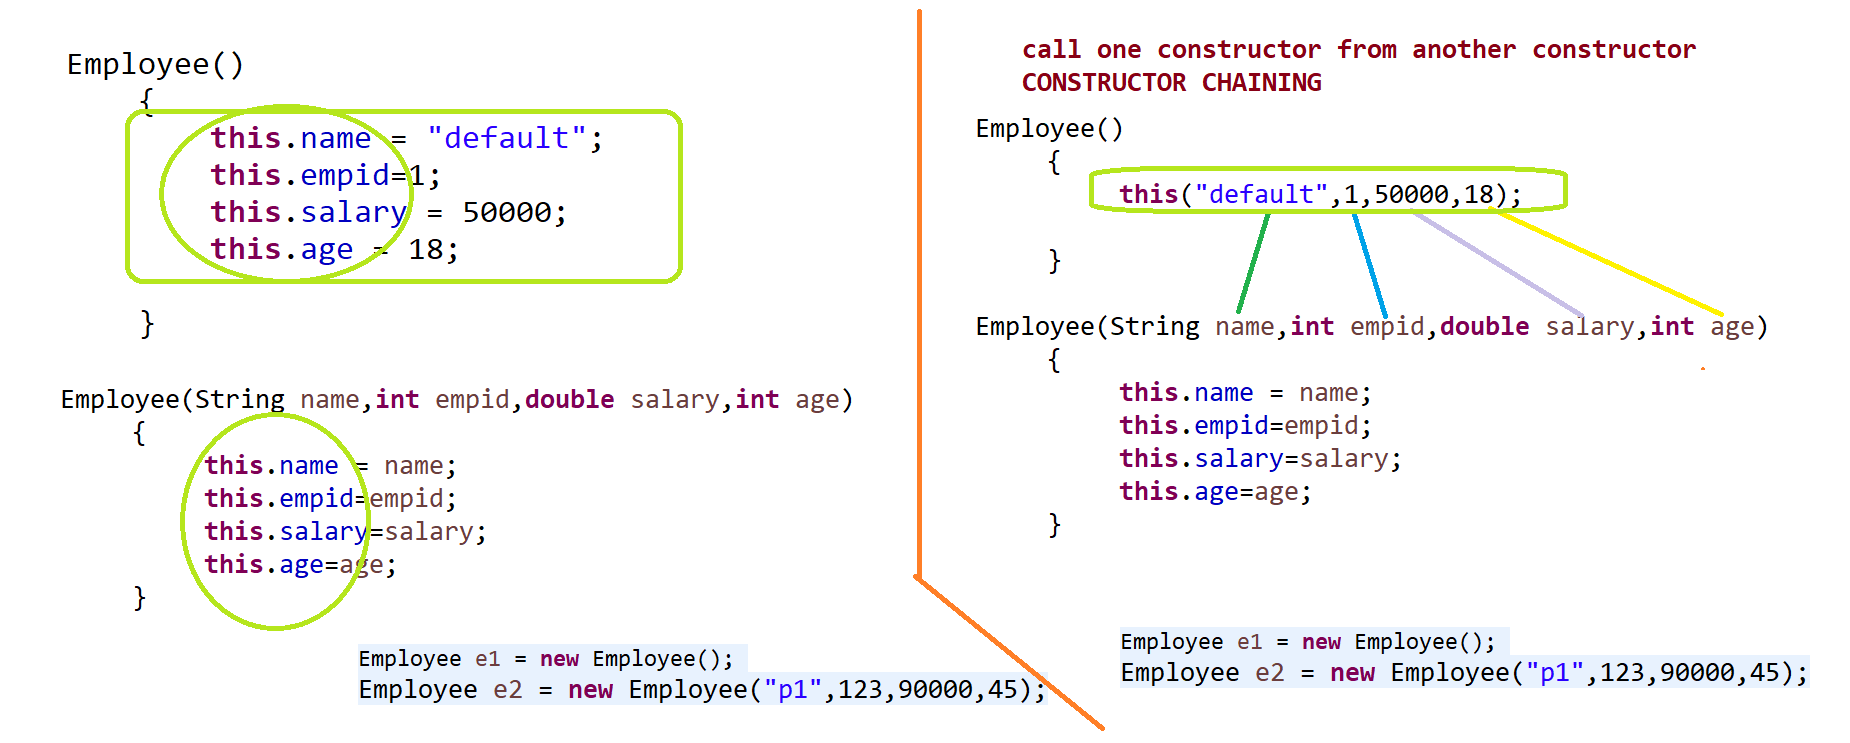 Employee()
{
this.name = "default";
this.empid=1;
this.salary = 50000;
this.age = 18;
}
Employee(String name,int empid,double salary,int age)
{
this.name = name;
this.empid=empid;
this.salary=salary;
this.age=age;
}
Employee e1 = new Employee();
Employee e2 = new Employee("p1",123,90000,45);
call one constructor from another constructor
CONSTRUCTOR CHAINING
Employee()
{
this("default",1,50000,18);
}
Employee(String name,int empid,double salary,int age)
{
this.name = name;
this.empid=empid;
this.salary=salary;
this.age=age;
}
Employee e1 = new Employee();
Employee e2 = new Employee("p1",123,90000,45);